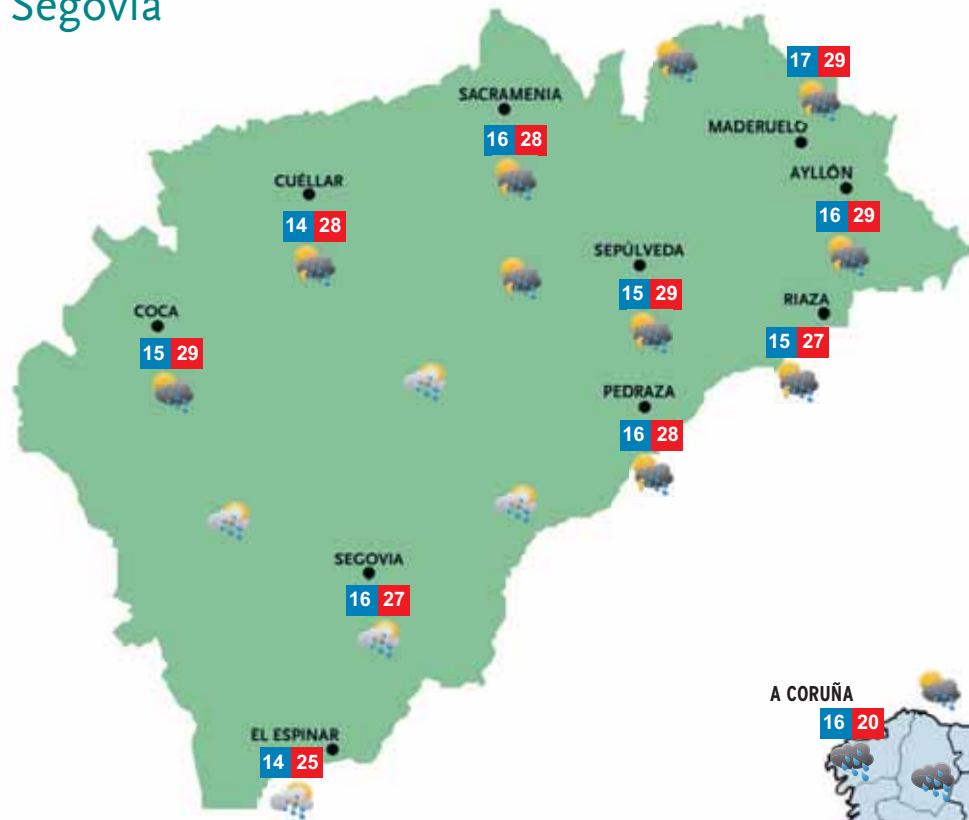 Segovia
17 29
SACRAMENIA
16 28
MADERUELO
AYLLÓN
16 29
CUÉLLAR
14 28
SEPÚLVEDA
15 29
RIAZA
15 27
COCA
15 29
PEDRAZA
16 28
SEGOVIA
16 27
A CORUÑA
16 20
EL ESPINAR
14 25